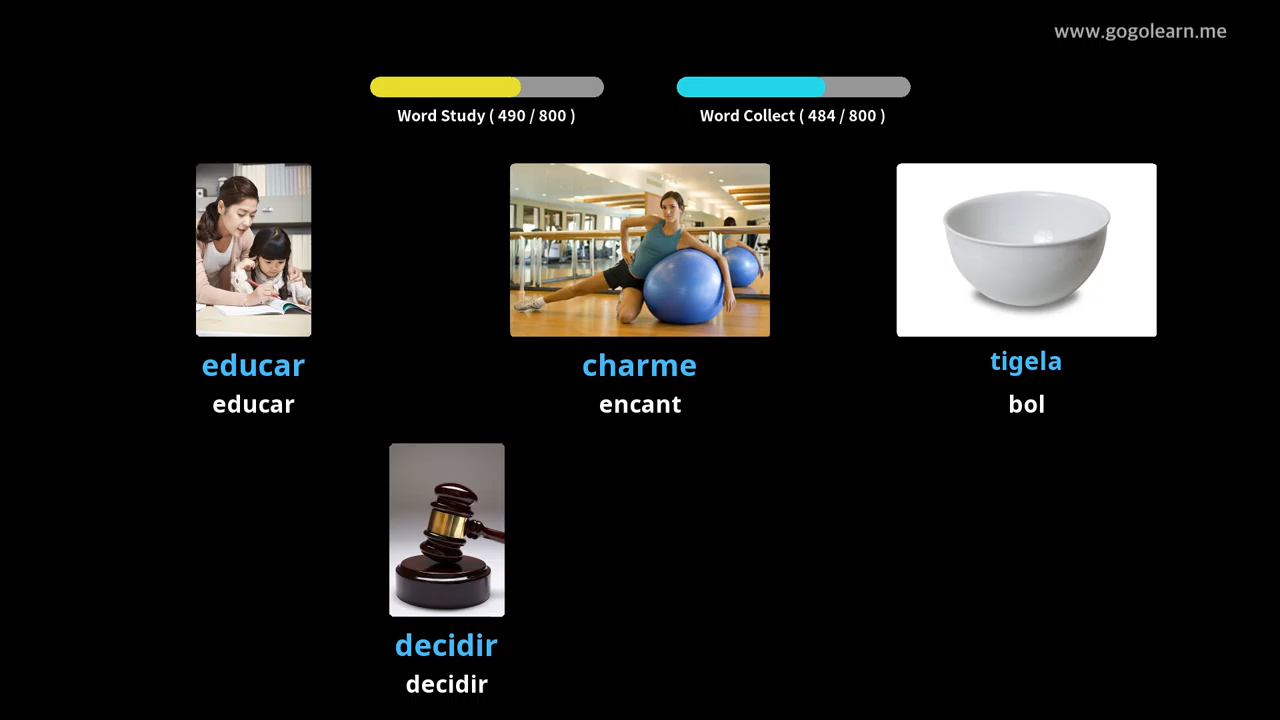 www.gogolearn.me
Word Study ( 490 / 800 )
Word Collect ( 484 / 800 )
educar
educar
charme
encant
tigela
bol
decidir
decidir